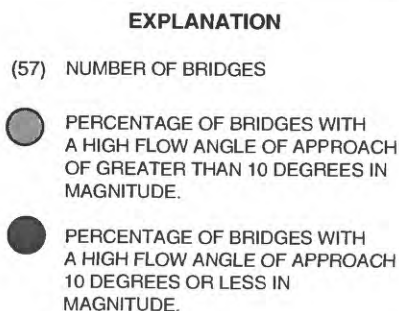 EXPLANATION
(57) NUMBER OF BRIDGES
PERCENTAGE OF BRIDGES WITH
A HIGH FLOW ANGLE OF APPROACH
OF GREATER THAN 10 DEGREES IN
MAGNITUDE.
PERCENTAGE OF BRIDGES WITH
A HIGH FLOW ANGLE OF APPROACH
10 DEGREES OR LESS IN
MAGNITUDE.